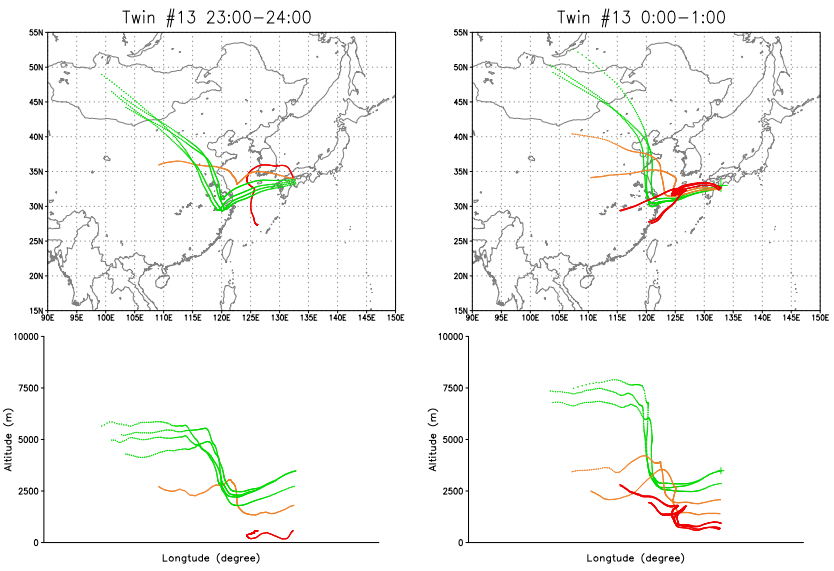 Twin #13 23:00−24:00
55N
50N
45N
40N
35N
30N
25N
20N
15N
90E 95E 100E 105E 110E 115E 120E 125E 130E 135E 140E 145E 150E
10000
7500
5000
2500
0
Altitude (m)
Longtude (degree)
Twin #13 0:00−1:00
55N
50N
45N
40N
35N
30N
25N
20N
15N
90E 95E 100E 105E 110E 115E 120E 125E 130E 135E 140E 145E 150E
10000
7500
5000
2500
0
Altitude (m)
Longtude (degree)